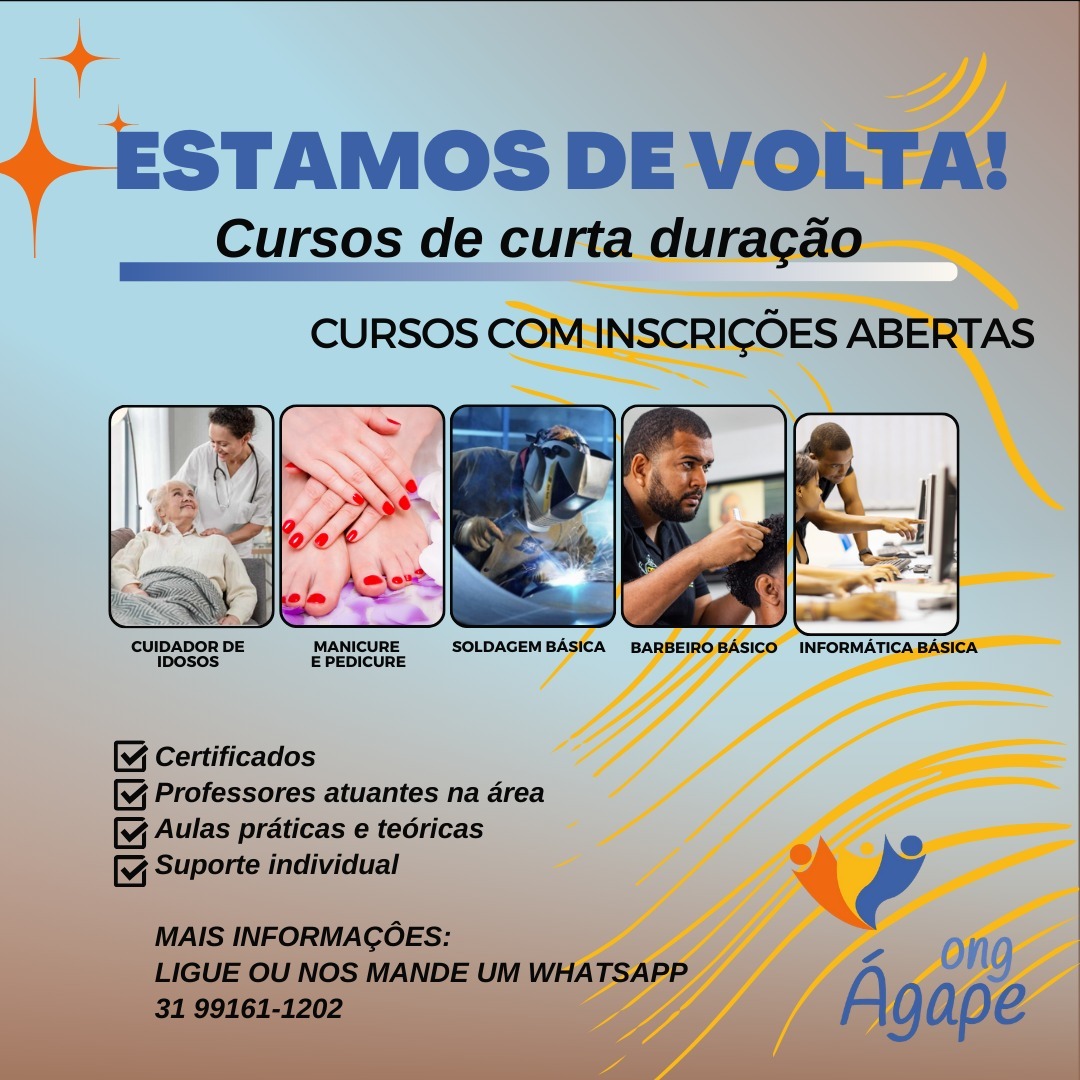 ESTAMOS DE VOLTA!
Cursos de curta duração
CURSOS COM INSCRIÇÕES ABERTAS
CUIDADOR DE
IDOSOS
MANICURE
E PEDICURE
SOLDAGEM BÁSICA
BARBEIRO BÁSICO
INFORMÁTICA BÁSICA
Certificados
Professores atuantes na área
Aulas práticas e teóricas
Suporte individual
MAIS INFORMAÇÔES:
LIGUE OU NOS MANDE UM WHATSAPP
31 99161-1202
ong
Ágape